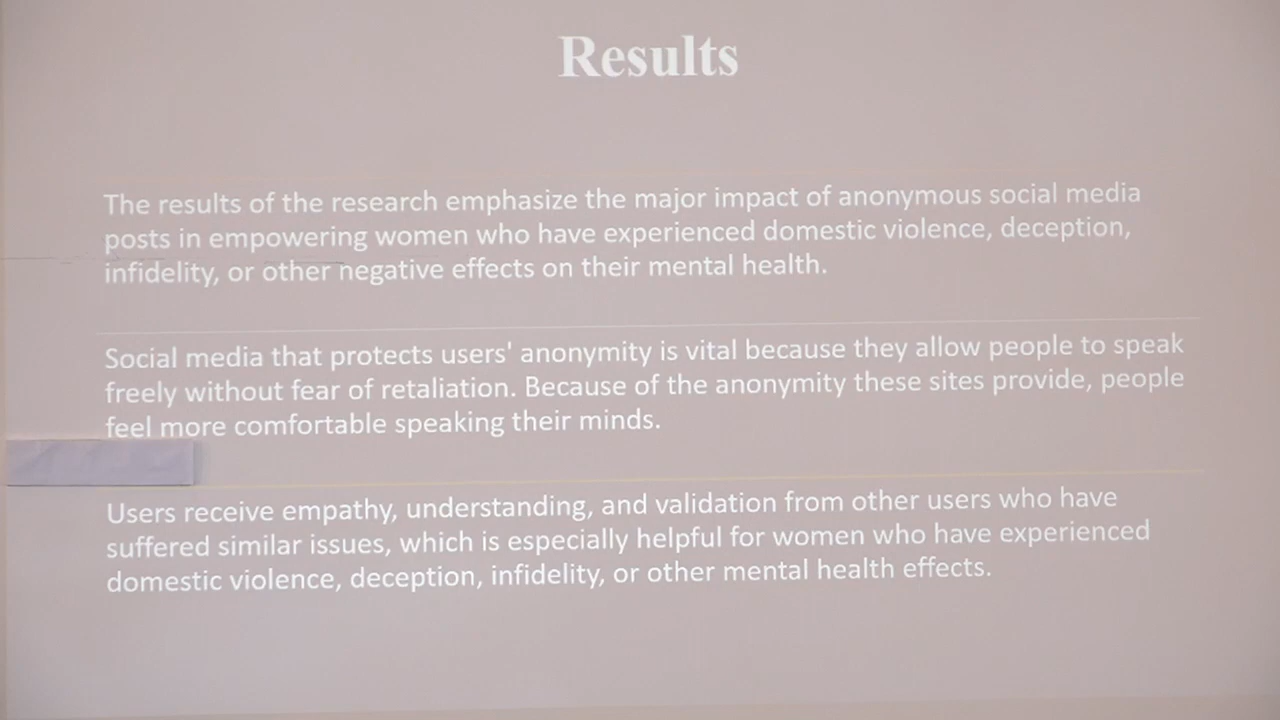 Results
The results of the research emphasize the major impact of anonymous social media
posts in empowering women who have experienced domestic violence, deception,
infidelity, or other negative effects on their mental health.
Social media that protects users' anonymity is vital because they allow people to speak
freely without fear of retaliation. Because of the anonymity these sites provide, people
feel more comfortable speaking their minds.
Users receive empathy, understanding, and validation from other users who have
suffered similar issues, which is especially helpful for women who have experienced
domestic violence, deception, infidelity, or other mental health effects.